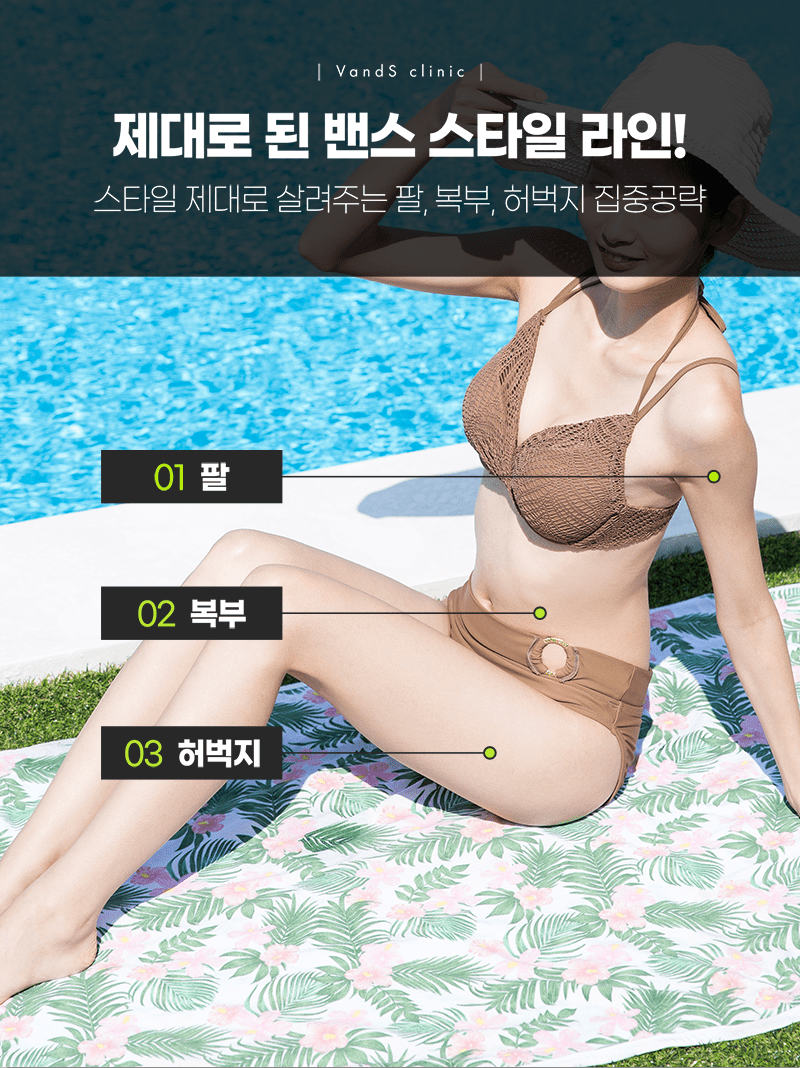 | VandS clinic |
제대로 된 밴스 스타일 라인!
스타일 제대로 살려주는 팔, 복부, 허벅지 집중공략
01 팔
02 복부
03 허벅지